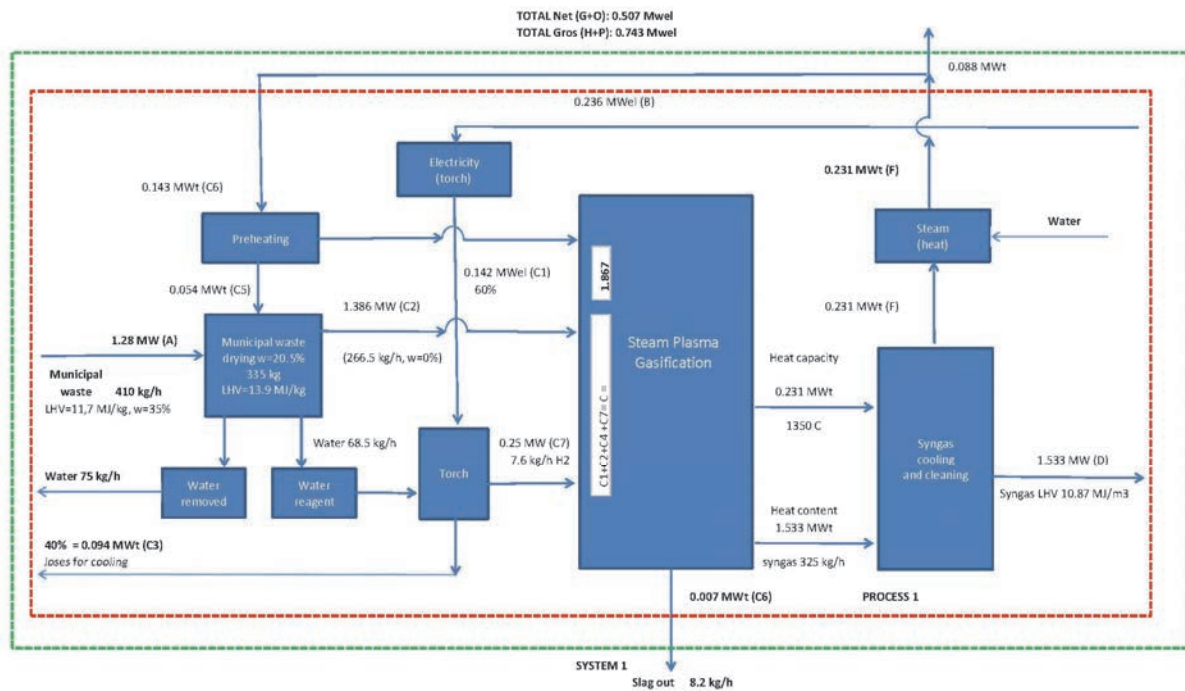 TOTAL Net (G+O): 0.507 Mwel
TOTAL Gros (H+P): 0.743 Mwel
0.088 MWt
0.236 MWel (B)
Electricity
(torch)
0.143 MWt (C6)
0.231 MWt (F)
Preheating
Steam
(heat)
Water
0.142 MWel (C1)
60%
0.054 MWt (C5)
1.386 MW (C2)
1.867
0.231 MWt (F)
1.28 MW (A)
Municipal waste
drying w=20.5%
335 kg
LHV=13.9 MJ/kg
(266.5 kg/h, w=0%)
Steam Plasma
Gasification
Municipal
waste 410 kg/h
LHV=11,7 MJ/kg, w=35%
C1+C2+C4 +C7= C =
Heat capacity
0.231 MWt
1350 C
Water 68.5 kg/h
0.25 MW (C7)
7.6 kg/h H2
Torch
Syngas
cooling
and cleaning
1.533 MW (D)
Syngas LHV 10.87 MJ/m3
Water 75 kg/h
Water
removed
Water
reagent
Heat content
1.533 MWt
syngas 325 kg/h
40% = 0.094 MWt (C3)
loses for cooling
0.007 MWt (C6)
PROCESS 1
SYSTEM 1
Slag out 8.2 kg/h